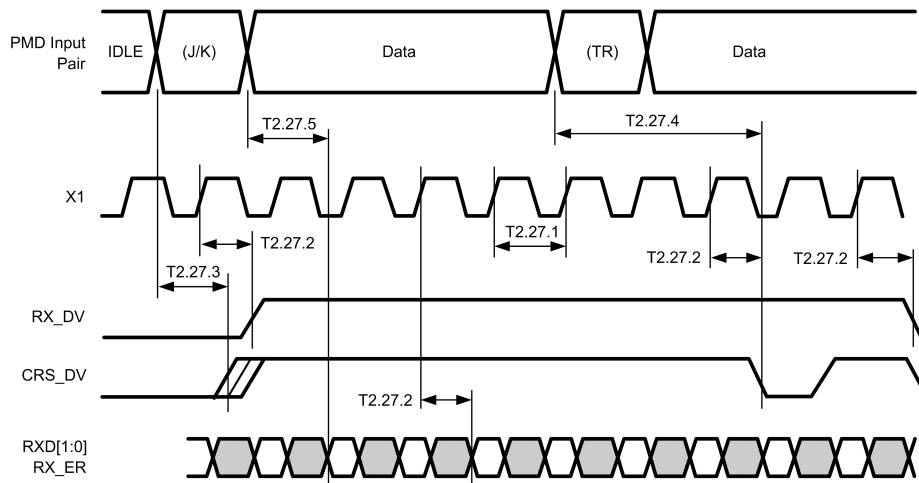 PMD Input
Pair
IDLE
(J/K)
Data
(TR)
Data
T2.27.5
T2.27.4
X1
T2.27.2
T2.27.1
T2.27.2
T2.27.2
T2.27.3
RX_DV
CRS_DV
T2.27.2
RXD[1:0]
RX_ER